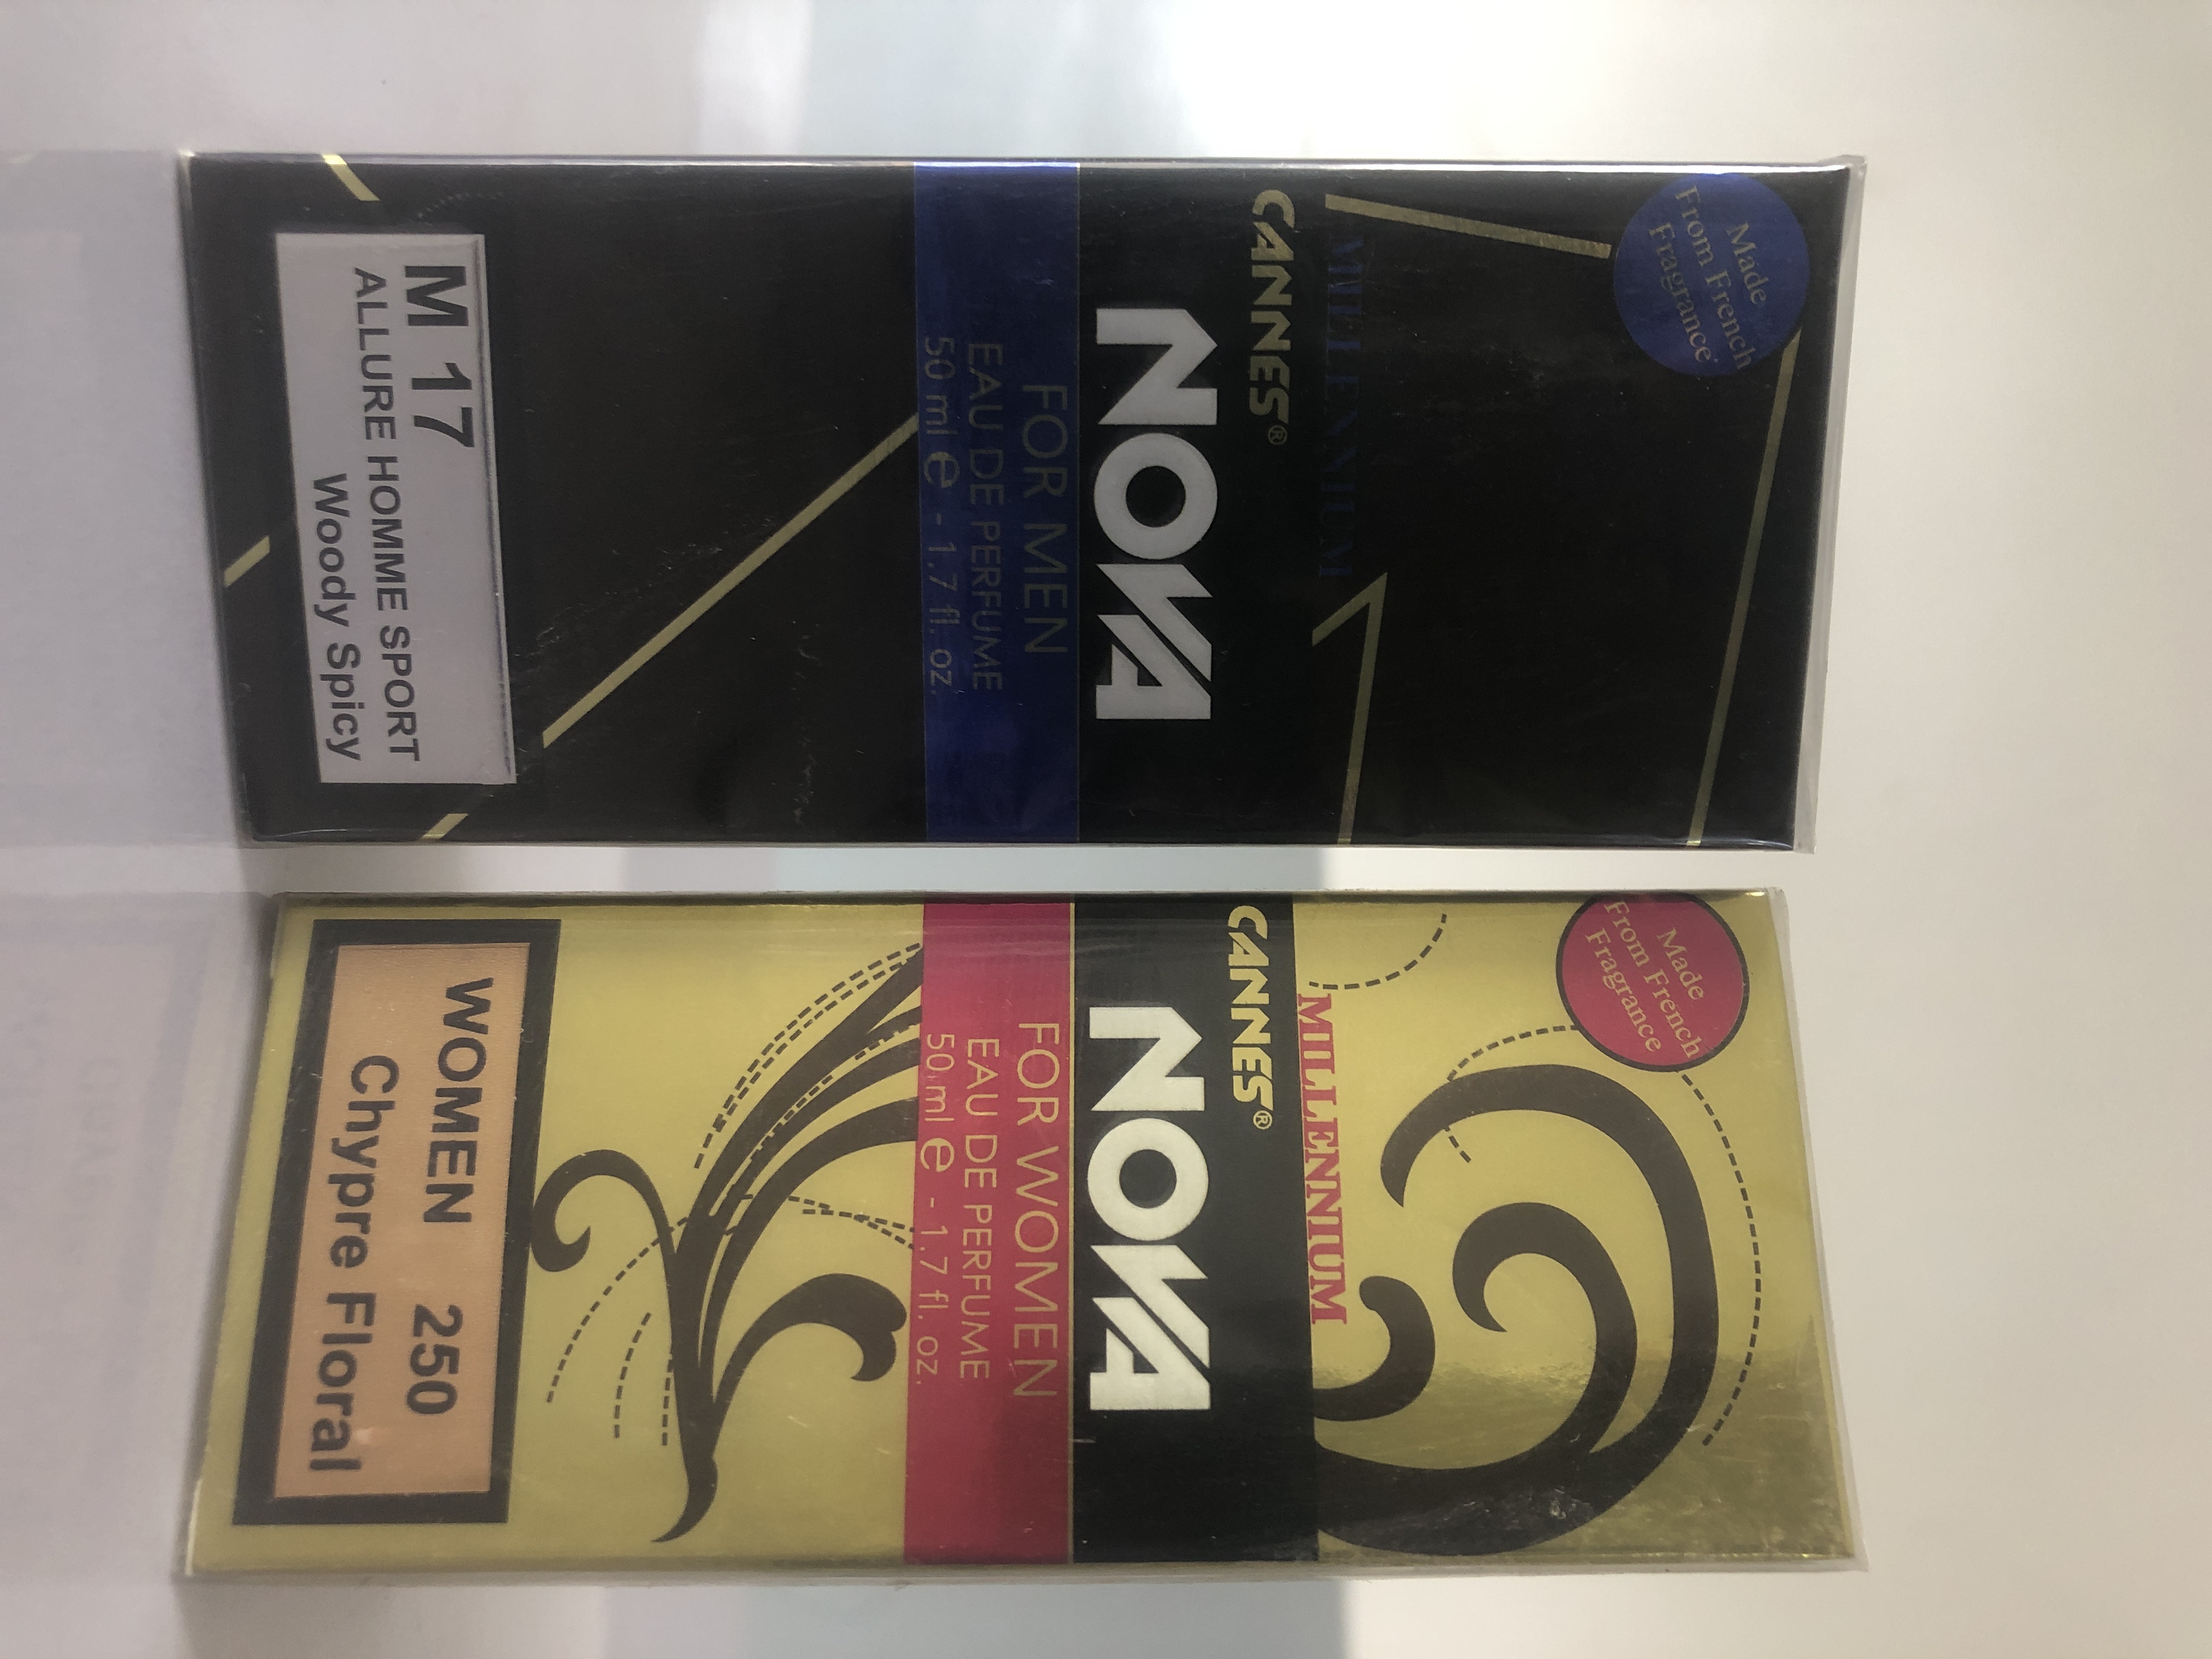 Made
From French
Fragrance
MILLENNIUM
CANNES®
NOVA
FOR MEN
EAU DE PERFUME
50 ml e - 1.7 fl. oz.
M 17
ALLURE HOMME SPORT
Woody Spicy
Made
From French
Fragrance
MILLENNIUM
CANNES®
NOVA
FOR WOMEN
EAU DE PERFUME
50 ml e - 1.7 fl. oz.
WOMEN 250
Chypre Floral